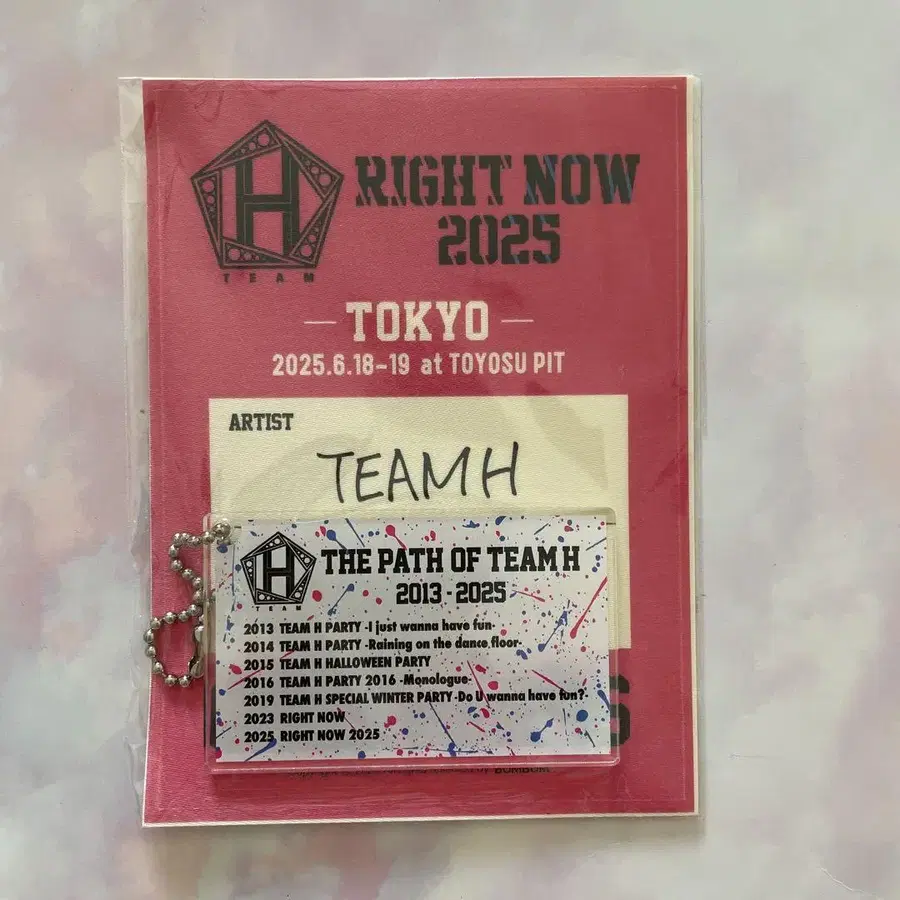 H
TEAM
RIGHT NOW
2025
TOKYO
2025.6.18-19 at TOYOSU PIT
ARTIST
TEAM H
H
TEAM
THE PATH OF TEAM H
2013 - 2025
2013 TEAM H PARTY -I just wanna have fun-
2014 TEAM H PARTY -Raining on the dance floor-
2015 TEAM H HALLOWEEN PARTY
2016 TEAM H PARTY 2016 -Monologue-
2019 TEAM H SPECIAL WINTER PARTY -Do U wanna have fun?-
2023 RIGHT NOW
2025 RIGHT NOW 2025